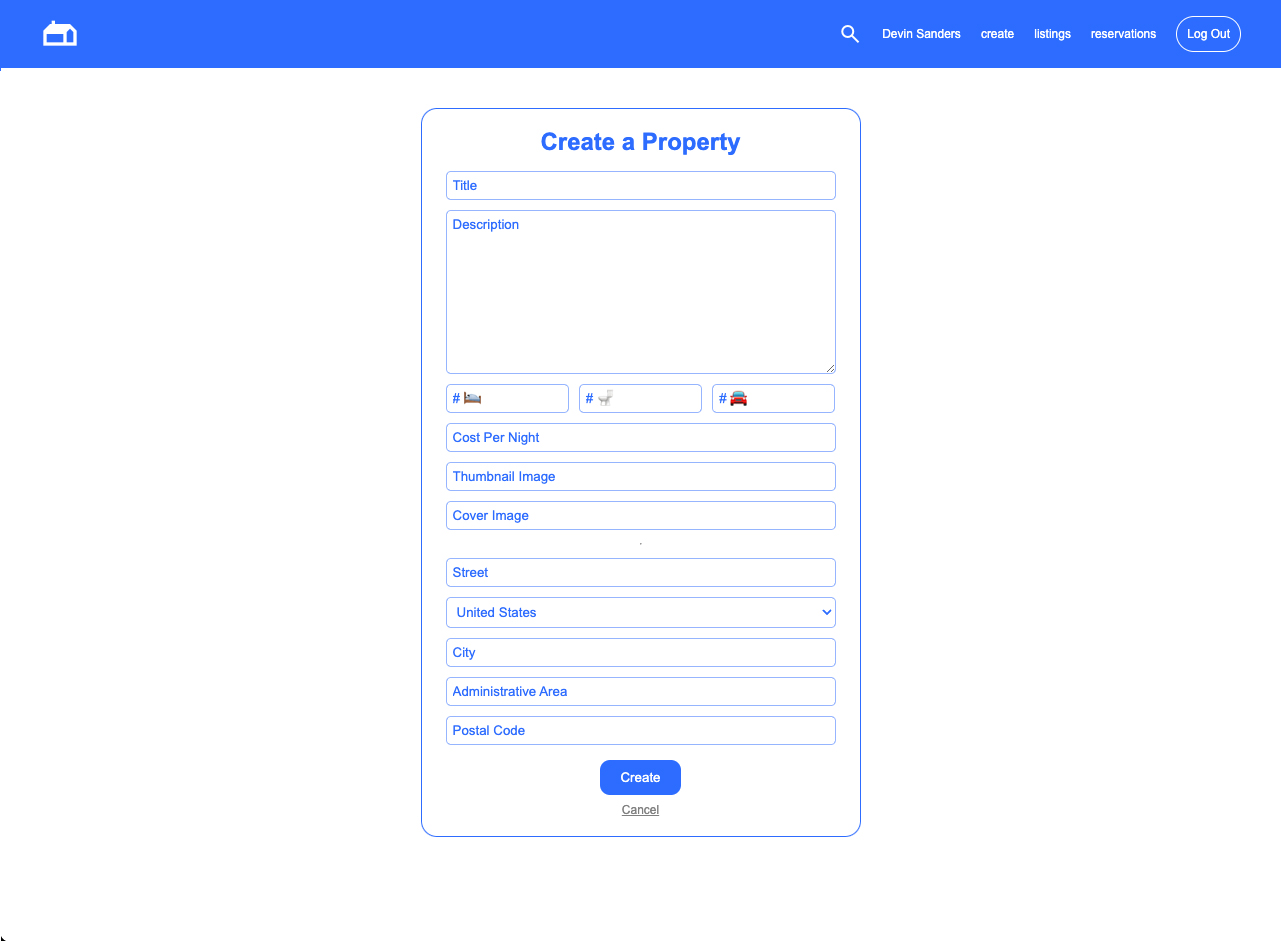 Devin Sanders create listings reservations Log Out
Create a Property
Title
Description
# 🛌 # 🚽 # 🚘
Cost Per Night
Thumbnail Image
Cover Image
Street
United States
City
Administrative Area
Postal Code
Create
Cancel